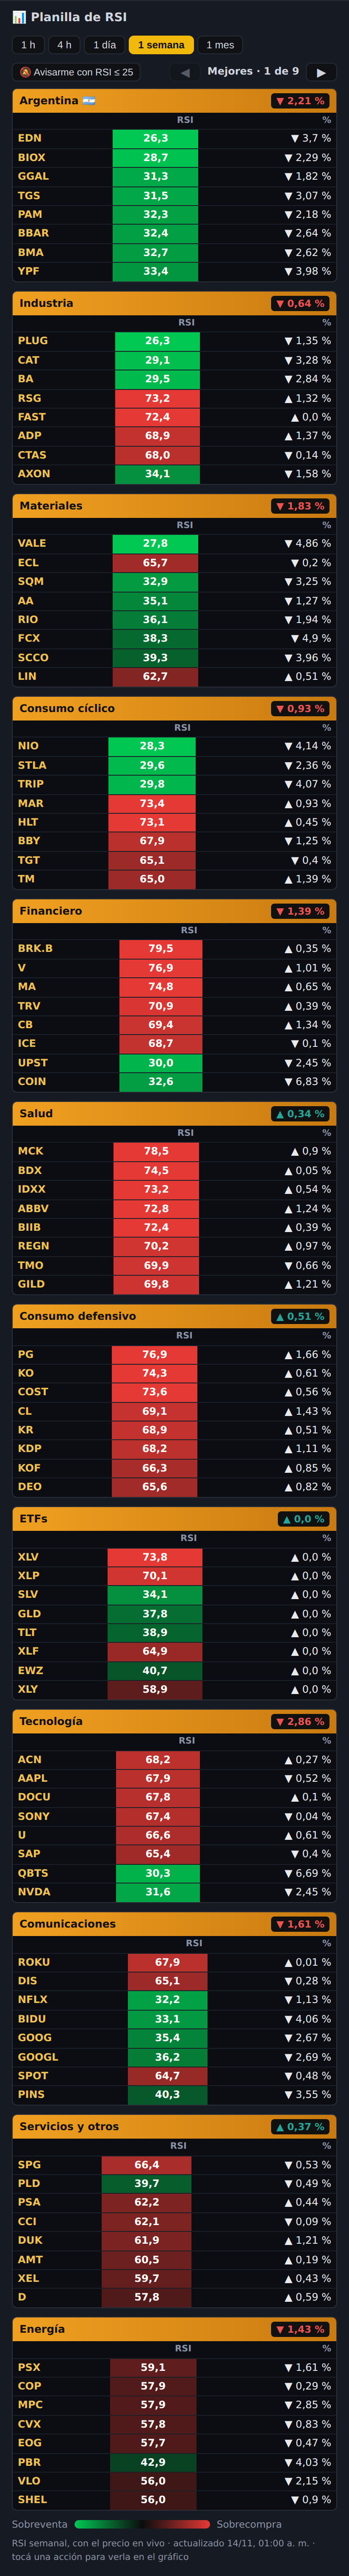 📊 Planilla de RSI
1 h 4 h 1 día 1 semana 1 mes
🔕 Avisarme con RSI ≤ 25 ◀ Mejores · 1 de 9 ▶
Argentina 🇦🇷 ▼ 2,21 %
RSI %
EDN 26,3 ▼ 3,7 %
BIOX 28,7 ▼ 2,29 %
GGAL 31,3 ▼ 1,82 %
TGS 31,5 ▼ 3,07 %
PAM 32,3 ▼ 2,18 %
BBAR 32,4 ▼ 2,64 %
BMA 32,7 ▼ 2,62 %
YPF 33,4 ▼ 3,98 %
Industria ▼ 0,64 %
RSI %
PLUG 26,3 ▼ 1,35 %
CAT 29,1 ▼ 3,28 %
BA 29,5 ▼ 2,84 %
RSG 73,2 ▲ 1,32 %
FAST 72,4 ▲ 0,0 %
ADP 68,9 ▲ 1,37 %
CTAS 68,0 ▼ 0,14 %
AXON 34,1 ▼ 1,58 %
Materiales ▼ 1,83 %
RSI %
VALE 27,8 ▼ 4,86 %
ECL 65,7 ▼ 0,2 %
SQM 32,9 ▼ 3,25 %
AA 35,1 ▼ 1,27 %
RIO 36,1 ▼ 1,94 %
FCX 38,3 ▼ 4,9 %
SCCO 39,3 ▼ 3,96 %
LIN 62,7 ▲ 0,51 %
Consumo cíclico ▼ 0,93 %
RSI %
NIO 28,3 ▼ 4,14 %
STLA 29,6 ▼ 2,36 %
TRIP 29,8 ▼ 4,07 %
MAR 73,4 ▲ 0,93 %
HLT 73,1 ▲ 0,45 %
BBY 67,9 ▼ 1,25 %
TGT 65,1 ▼ 0,4 %
TM 65,0 ▲ 1,39 %
Financiero ▼ 1,39 %
RSI %
BRK.B 79,5 ▲ 0,35 %
V 76,9 ▲ 1,01 %
MA 74,8 ▲ 0,65 %
TRV 70,9 ▲ 0,39 %
CB 69,4 ▲ 1,34 %
ICE 68,7 ▼ 0,1 %
UPST 30,0 ▼ 2,45 %
COIN 32,6 ▼ 6,83 %
Salud ▲ 0,34 %
RSI %
MCK 78,5 ▲ 0,9 %
BDX 74,5 ▲ 0,05 %
IDXX 73,2 ▲ 0,54 %
ABBV 72,8 ▲ 1,24 %
BIIB 72,4 ▲ 0,39 %
REGN 70,2 ▲ 0,97 %
TMO 69,9 ▼ 0,66 %
GILD 69,8 ▲ 1,21 %
Consumo defensivo ▲ 0,51 %
RSI %
PG 76,9 ▲ 1,66 %
KO 74,3 ▲ 0,61 %
COST 73,6 ▲ 0,56 %
CL 69,1 ▲ 1,43 %
KR 68,9 ▲ 0,51 %
KDP 68,2 ▲ 1,11 %
KOF 66,3 ▲ 0,85 %
DEO 65,6 ▲ 0,82 %
ETFs ▲ 0,0 %
RSI %
XLV 73,8 ▲ 0,0 %
XLP 70,1 ▲ 0,0 %
SLV 34,1 ▲ 0,0 %
GLD 37,8 ▲ 0,0 %
TLT 38,9 ▲ 0,0 %
XLF 64,9 ▲ 0,0 %
EWZ 40,7 ▲ 0,0 %
XLY 58,9 ▲ 0,0 %
Tecnología ▼ 2,86 %
RSI %
ACN 68,2 ▲ 0,27 %
AAPL 67,9 ▼ 0,52 %
DOCU 67,8 ▲ 0,1 %
SONY 67,4 ▼ 0,04 %
U 66,6 ▲ 0,61 %
SAP 65,4 ▼ 0,4 %
QBTS 30,3 ▼ 6,69 %
NVDA 31,6 ▼ 2,45 %
Comunicaciones ▼ 1,61 %
RSI %
ROKU 67,9 ▲ 0,01 %
DIS 65,1 ▼ 0,28 %
NFLX 32,2 ▼ 1,13 %
BIDU 33,1 ▼ 4,06 %
GOOG 35,4 ▼ 2,67 %
GOOGL 36,2 ▼ 2,69 %
SPOT 64,7 ▼ 0,48 %
PINS 40,3 ▼ 3,55 %
Servicios y otros ▲ 0,37 %
RSI %
SPG 66,4 ▼ 0,53 %
PLD 39,7 ▼ 0,49 %
PSA 62,2 ▲ 0,44 %
CCI 62,1 ▼ 0,09 %
DUK 61,9 ▲ 1,21 %
AMT 60,5 ▲ 0,19 %
XEL 59,7 ▲ 0,43 %
D 57,8 ▲ 0,59 %
Energía ▼ 1,43 %
RSI %
PSX 59,1 ▼ 1,61 %
COP 57,9 ▼ 0,29 %
MPC 57,9 ▼ 2,85 %
CVX 57,8 ▼ 0,83 %
EOG 57,7 ▼ 0,47 %
PBR 42,9 ▼ 4,03 %
VLO 56,0 ▼ 2,15 %
SHEL 56,0 ▼ 0,9 %
Sobreventa Sobrecompra
RSI semanal, con el precio en vivo · actualizado 14/11, 01:00 a. m. ·
tocá una acción para verla en el gráfico